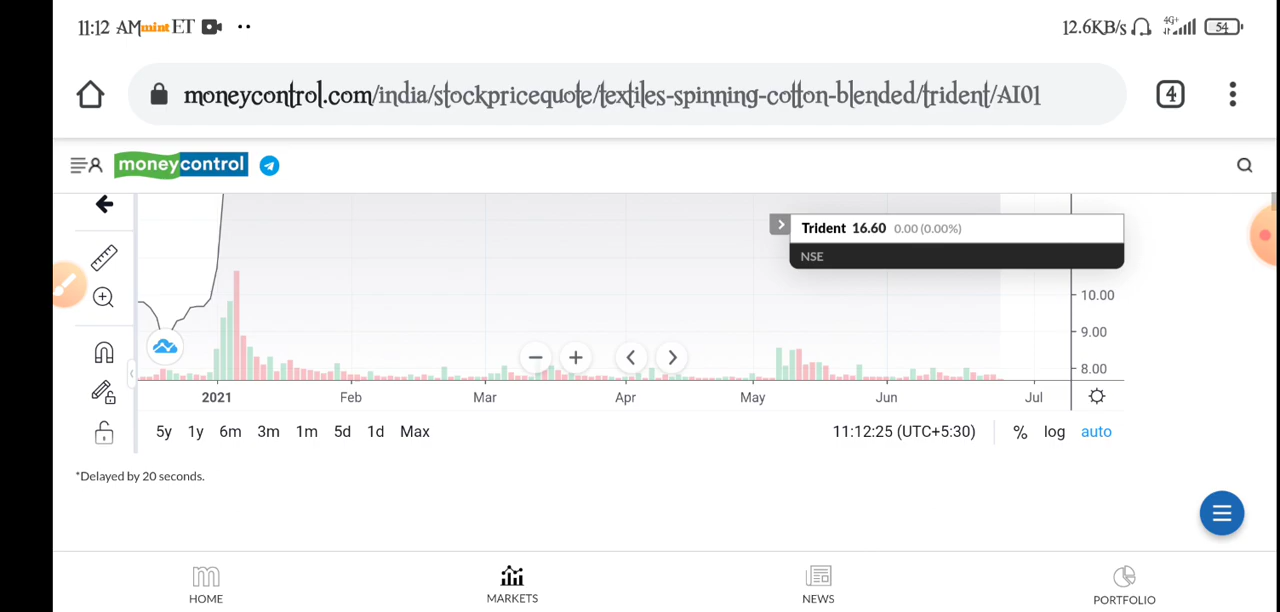 11:12 AM mint ET
12.6KB/s 4G+ 54
moneycontrol.com/india/stockpricequote/textiles-spinning-cotton-blended/trident/AI01
4
moneycontrol
Trident 16.60 0.00 (0.00%)
NSE
10.00
9.00
8.00
2021 Feb Mar Apr May Jun Jul
5y 1y 6m 3m 1m 5d 1d Max
11:12:25 (UTC+5:30) % log auto
*Delayed by 20 seconds.
HOME MARKETS NEWS PORTFOLIO